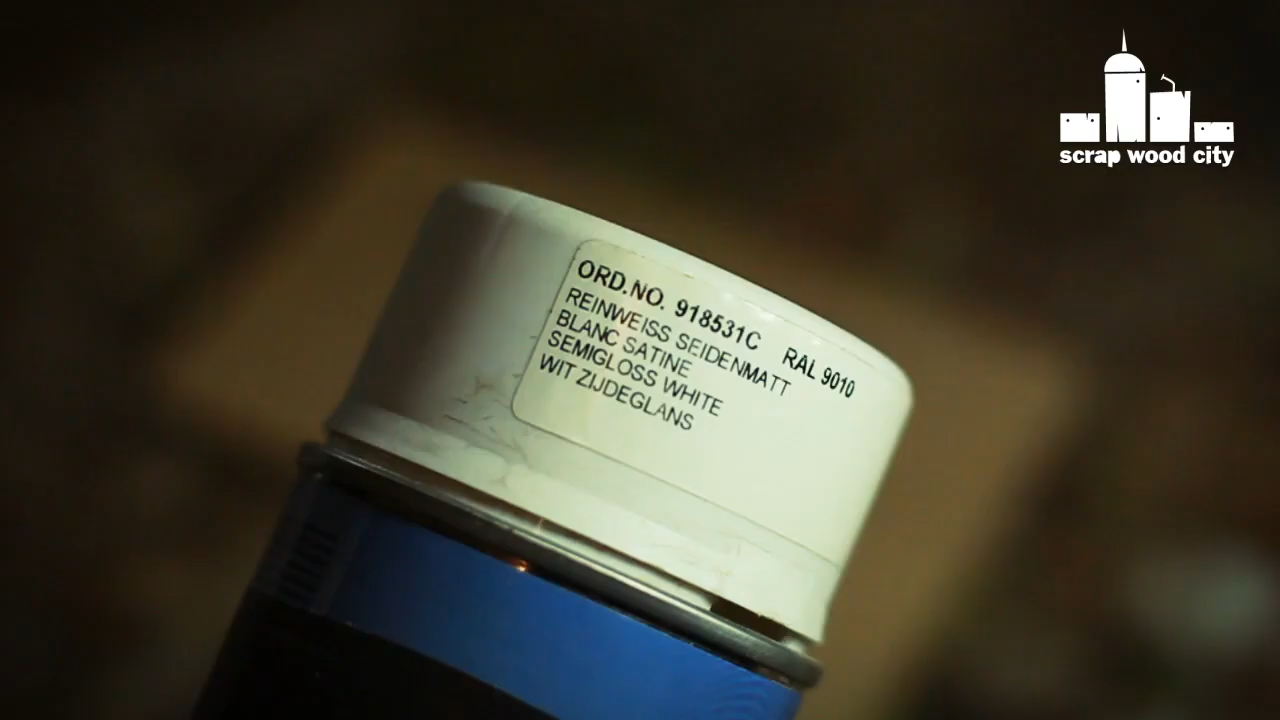 scrap wood city
ORD.NO. 918531C RAL 9010
REINWEISS SEIDENMATT
BLANC SATINE
SEMIGLOSS WHITE
WIT ZIJDEGLANS